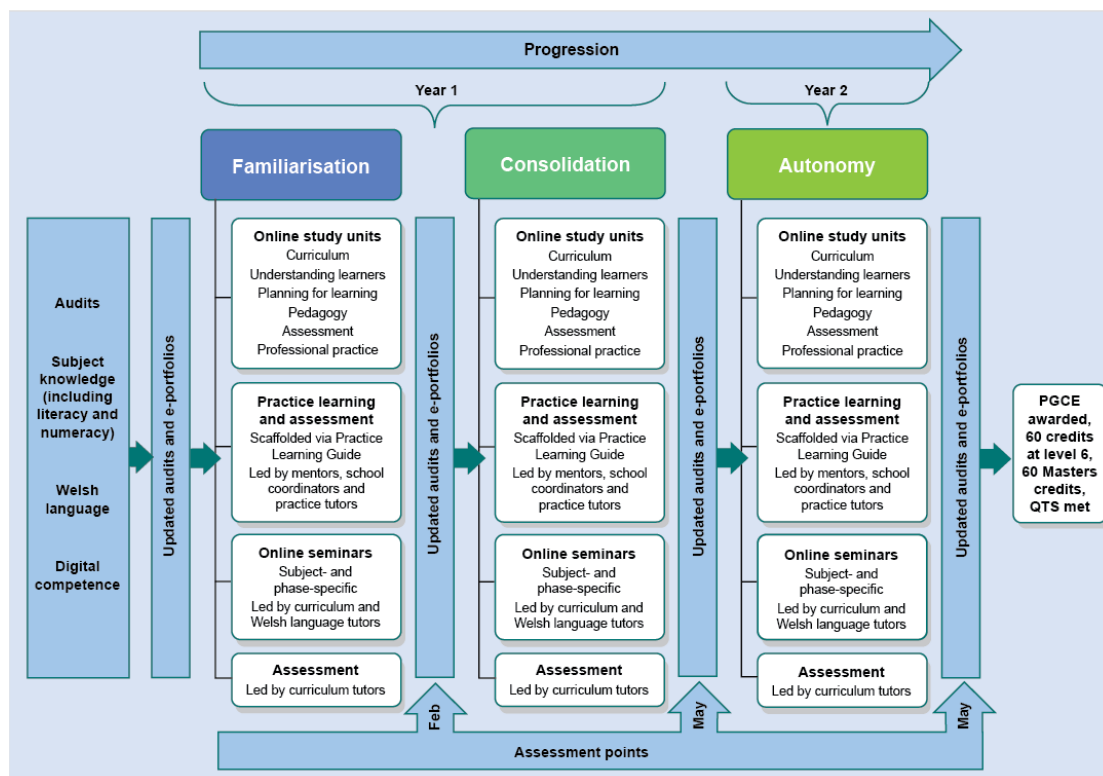 Progression
Year 1
Year 2
Familiarisation
Consolidation
Autonomy
Audits
Subject
knowledge
(including
literacy and
numeracy)
Welsh
language
Digital
competence
Updated audits and e-portfolios
Online study units
Curriculum
Understanding learners
Planning for learning
Pedagogy
Assessment
Professional practice
Practice learning
and assessment
Scaffolded via Practice
Learning Guide
Led by mentors, school
coordinators and
practice tutors
Online seminars
Subject- and
phase-specific
Led by curriculum and
Welsh language tutors
Assessment
Led by curriculum tutors
Updated audits and e-portfolios
Feb
Online study units
Curriculum
Understanding learners
Planning for learning
Pedagogy
Assessment
Professional practice
Practice learning
and assessment
Scaffolded via Practice
Learning Guide
Led by mentors, school
coordinators and
practice tutors
Online seminars
Subject- and
phase-specific
Led by curriculum and
Welsh language tutors
Assessment
Led by curriculum tutors
Updated audits and e-portfolios
May
Online study units
Curriculum
Understanding learners
Planning for learning
Pedagogy
Assessment
Professional practice
Practice learning
and assessment
Scaffolded via Practice
Learning Guide
Led by mentors, school
coordinators and
practice tutors
Online seminars
Subject- and
phase-specific
Led by curriculum and
Welsh language tutors
Assessment
Led by curriculum tutors
Updated audits and e-portfolios
May
PGCE
awarded,
60 credits
at level 6,
60 Masters
credits,
QTS met
Assessment points